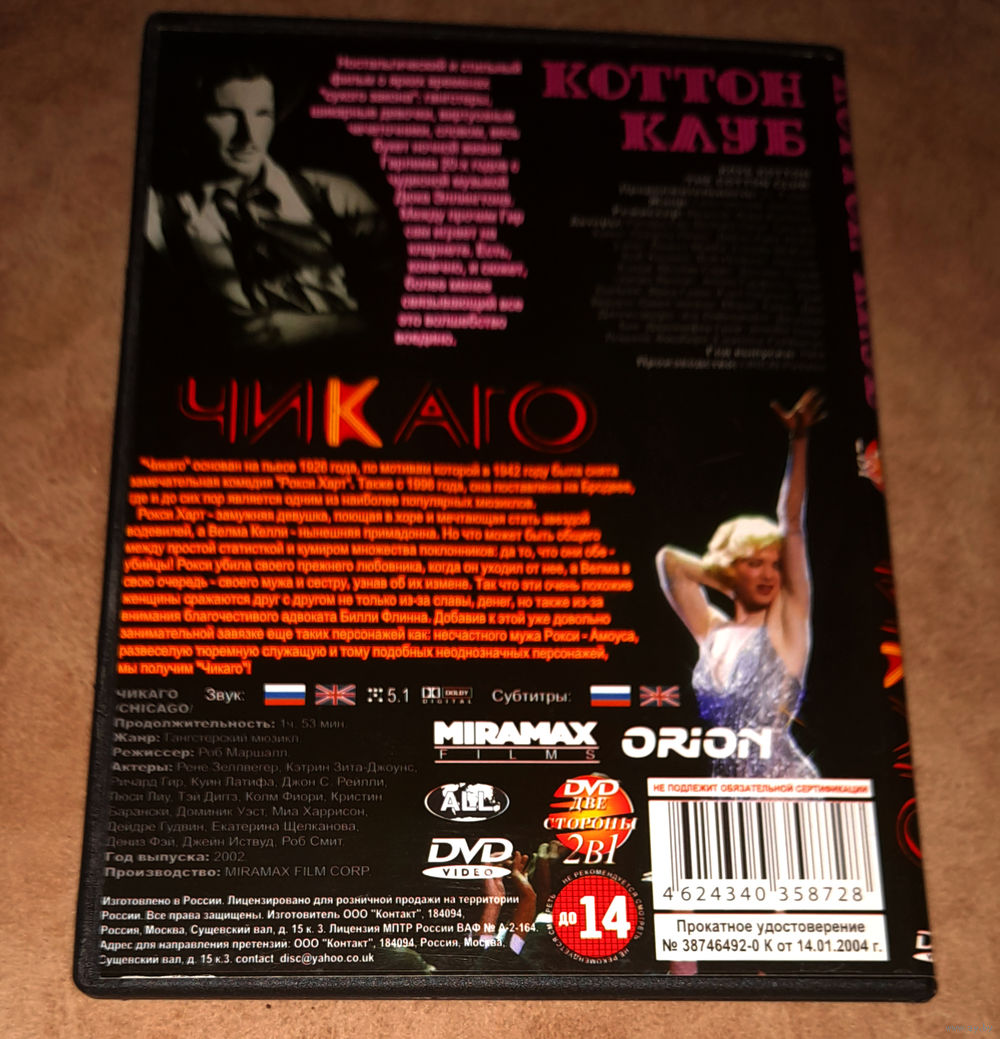 Ностальгический и стильный
фильм о ярких временах
"сухого закона": гангстеры,
шикарные девочки, виртуозные
чечеточники, словом, весь
букет ночной жизни
Гарлема 20-х годов с
чудесной музыкой
Дюка Эллингтона.
Между прочим Гир
сам играет на
кларнете. Есть,
конечно, и сюжет,
более менее
связывающий все
это волшебство
воедино.
КОТТОН
КЛУБ
Год выпуска:
Производство:
ЧИКАГО
"Чикаго" основан на пьесе 1926 года, по мотивам которой в 1942 году была снята
замечательная комедия "Рокси Харт". Также с 1996 года, она поставлена на Бродвее,
где и до сих пор является одним из наиболее популярных мюзиклов.
Рокси Харт - замужняя девушка, поющая в хоре и мечтающая стать звездой
водевилей, а Велма Келли - нынешняя примадонна. Но что может быть общего
между простой статисткой и кумиром множества поклонников: да то, что они обе -
убийцы! Рокси убила своего прежнего любовника, когда он уходил от нее, а Велма в
свою очередь - своего мужа и сестру, узнав об их измене. Так что эти очень похожие
женщины сражаются друг с другом не только из-за славы, денег, но также из-за
внимания благочестивого адвоката Билли Флинна. Добавив к этой уже довольно
занимательной завязке еще таких персонажей как: несчастного мужа Рокси - Амоуса,
развеселую тюремную служащую и тому подобных неоднозначных персонажей,
мы получим "Чикаго"!
ЧИКАГО
/CHICAGO/
Звук: 5.1 DOLBY DIGITAL Субтитры:
Продолжительность: 1ч. 53 мин.
Жанр: Гангстерский мюзикл.
Режиссер: Роб Маршалл.
Актеры: Рене Зеллвегер, Кэтрин Зита-Джоунс,
Ричард Гир, Куин Латифа, Джон С. Рейлли,
Люси Лиу, Тэй Диггз, Колм Фиори, Кристин
Барански, Доминик Уэст, Миа Харрисон,
Деидре Гудвин, Екатерина Щелканова,
Дениз Фэй, Джейн Иствуд, Роб Смит.
Год выпуска: 2002
Производство: MIRAMAX FILM CORP.
MIRAMAX
FILMS
ORION
ALL.
DVD
VIDEO
DVD
ДВЕ
СТОРОНЫ
2В1
НЕ РЕКОМЕНДУЕТСЯ СМОТРЕТЬ
до 14
НЕ ПОДЛЕЖИТ ОБЯЗАТЕЛЬНОЙ СЕРТИФИКАЦИИ
4 624340 358728
Прокатное удостоверение
№ 38746492-0 К от 14.01.2004 г.
Изготовлено в России. Лицензировано для розничной продажи на территории
России. Все права защищены. Изготовитель ООО "Контакт", 184094,
Россия, Москва, Сущевский вал, д. 15 к. 3. Лицензия МПТР России ВАФ № А-2-164.
Адрес для направления претензий: ООО "Контакт", 184094, Россия, Москва,
Сущевский вал, д. 15 к.3. contact_disc@yahoo.co.uk